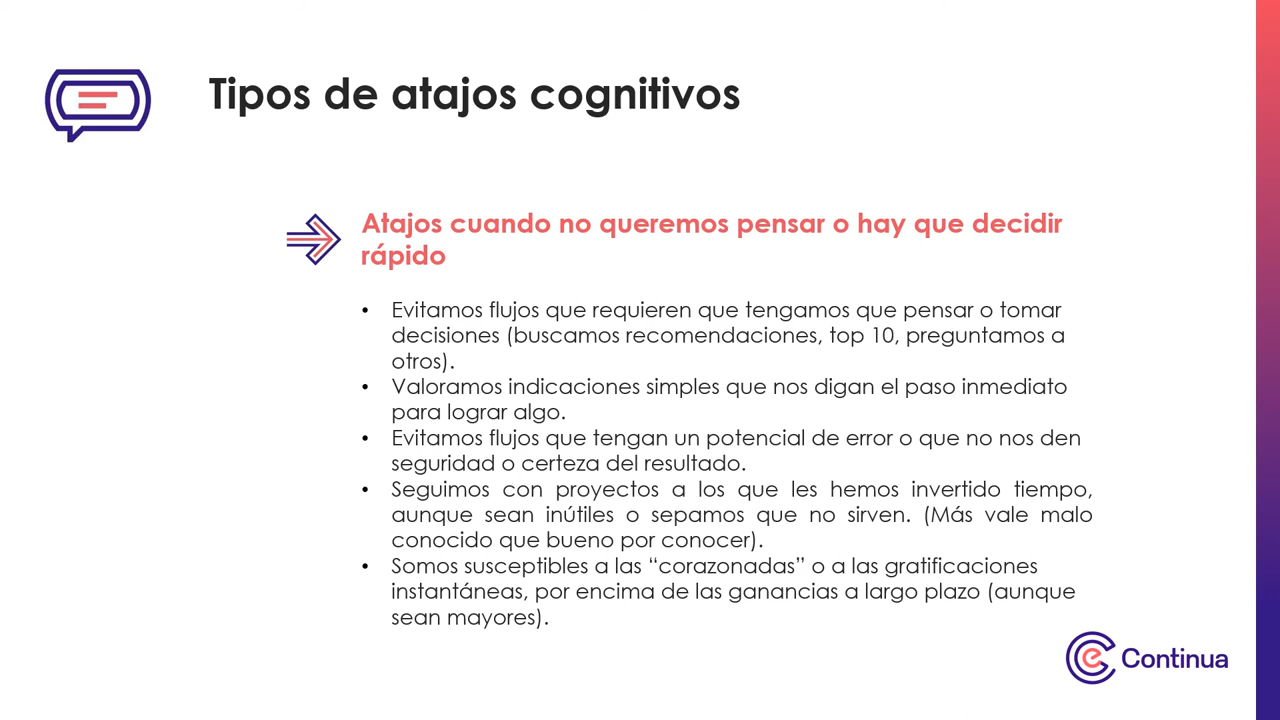 Tipos de atajos cognitivos
Atajos cuando no queremos pensar o hay que decidir
rápido
• Evitamos flujos que requieren que tengamos que pensar o tomar
decisiones (buscamos recomendaciones, top 10, preguntamos a
otros).
• Valoramos indicaciones simples que nos digan el paso inmediato
para lograr algo.
• Evitamos flujos que tengan un potencial de error o que no nos den
seguridad o certeza del resultado.
• Seguimos con proyectos a los que les hemos invertido tiempo,
aunque sean inútiles o sepamos que no sirven. (Más vale malo
conocido que bueno por conocer).
• Somos susceptibles a las “corazonadas” o a las gratificaciones
instantáneas, por encima de las ganancias a largo plazo (aunque
sean mayores).
e Continua